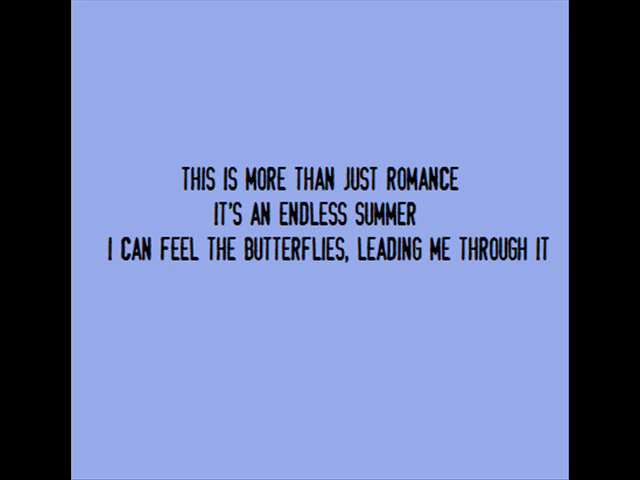 THIS IS MORE THAN JUST ROMANCE
IT'S AN ENDLESS SUMMER
I CAN FEEL THE BUTTERFLIES, LEADING ME THROUGH IT